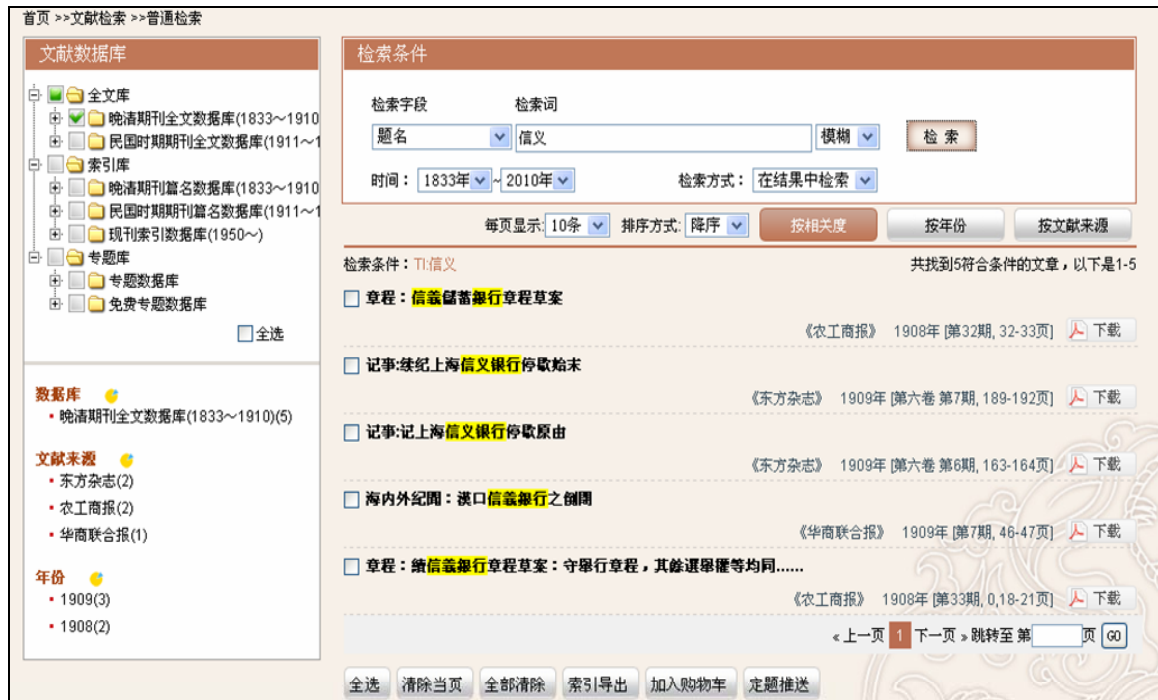 首页 >>文献检索 >>普通检索
文献数据库
全文库
晚清期刊全文数据库(1833～1910
民国时期期刊全文数据库(1911～1
索引库
晚清期刊篇名数据库(1833～1910
民国时期期刊篇名数据库(1911～1
现刊索引数据库(1950～)
专题库
专题数据库
免费专题数据库
全选
数据库
晚清期刊全文数据库(1833～1910)(5)
文献来源
东方杂志(2)
农工商报(2)
华商联合报(1)
年份
1909(3)
1908(2)
检索条件
检索字段 检索词
题名 信义 模糊 检 索
时间： 1833年 ~ 2010年 检索方式： 在结果中检索
每页显示: 10条 排序方式: 降序 按相关度 按年份 按文献来源
检索条件：TI:信义 共找到5符合条件的文章，以下是1-5
章程：信義儲蓄銀行章程草案
《农工商报》 1908年 [第32期, 32-33页] 下载
记事:续纪上海信义银行停歇始末
《东方杂志》 1909年 [第六卷 第7期, 189-192页] 下载
记事:记上海信义银行停歇原由
《东方杂志》 1909年 [第六卷 第6期, 163-164页] 下载
海内外紀聞：漢口信義銀行之倒閉
《华商联合报》 1909年 [第7期, 46-47页] 下载
章程：續信義銀行章程草案：守舉行章程，其餘選舉權等均同......
《农工商报》 1908年 [第33期, 0,18-21页] 下载
«上一页 1 下一页 » 跳转至 第 页 GO
全选 清除当页 全部清除 索引导出 加入购物车 定题推送